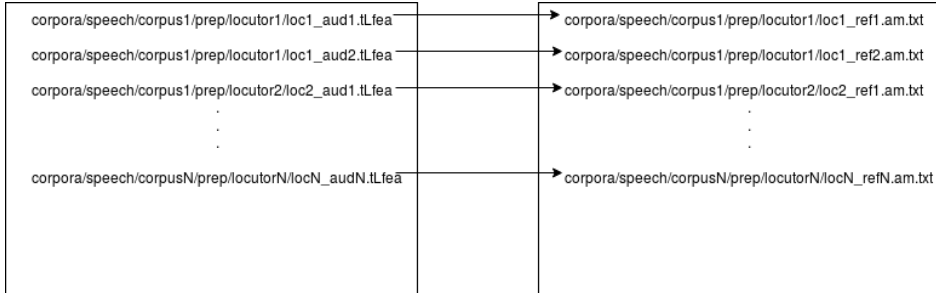 corpora/speech/corpus1/prep/locutor1/loc1_aud1.tLfea corpora/speech/corpus1/prep/locutor1/loc1_ref1.am.txt
corpora/speech/corpus1/prep/locutor1/loc1_aud2.tLfea corpora/speech/corpus1/prep/locutor1/loc1_ref2.am.txt
corpora/speech/corpus1/prep/locutor2/loc2_aud1.tLfea corpora/speech/corpus1/prep/locutor2/loc2_ref1.am.txt
. .
. .
. .
corpora/speech/corpusN/prep/locutorN/locN_audN.tLfea corpora/speech/corpusN/prep/locutorN/locN_refN.am.txt